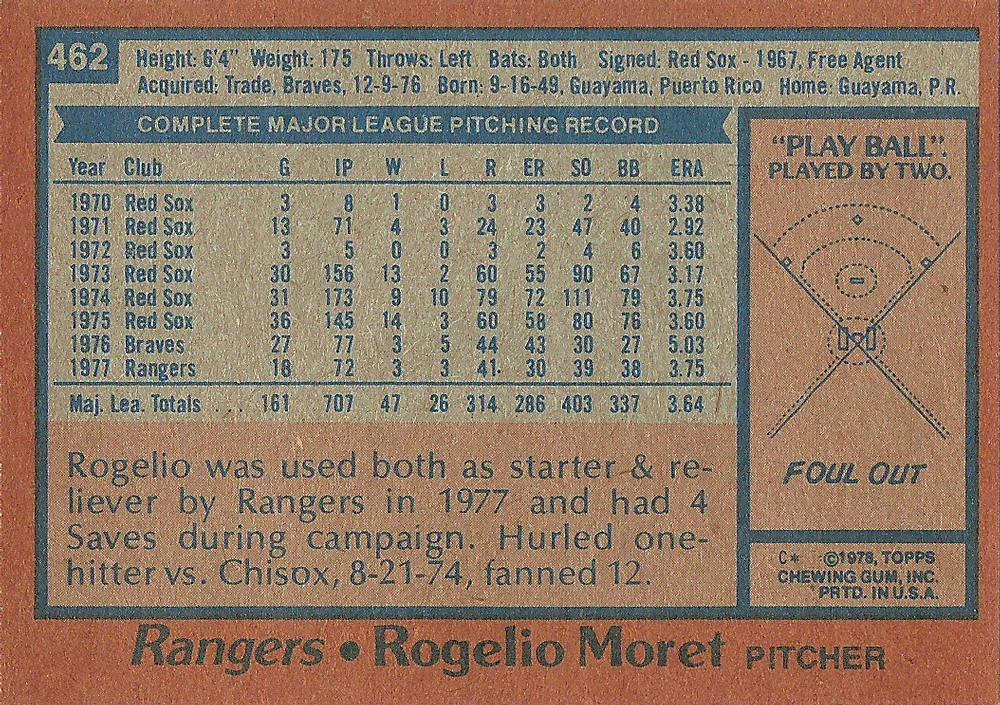 462
Height: 6'4" Weight: 175 Throws: Left Bats: Both Signed: Red Sox - 1967, Free Agent
Acquired: Trade, Braves, 12-9-76 Born: 9-16-49, Guayama, Puerto Rico Home: Guayama, P.R.
COMPLETE MAJOR LEAGUE PITCHING RECORD
Year Club G IP W L R ER SO BB ERA
1970 Red Sox 3 8 1 0 3 3 2 4 3.38
1971 Red Sox 13 71 4 3 24 23 47 40 2.92
1972 Red Sox 3 5 0 0 3 2 4 6 3.60
1973 Red Sox 30 156 13 2 60 55 90 67 3.17
1974 Red Sox 31 173 9 10 79 72 111 79 3.75
1975 Red Sox 36 145 14 3 60 58 80 76 3.60
1976 Braves 27 77 3 5 44 43 30 27 5.03
1977 Rangers 18 72 3 3 41 30 39 38 3.75
Maj. Lea. Totals ... 161 707 47 26 314 286 403 337 3.64
Rogelio was used both as starter & re-
liever by Rangers in 1977 and had 4
Saves during campaign. Hurled one-
hitter vs. Chisox, 8-21-74, fanned 12.
"PLAY BALL".
PLAYED BY TWO.
FOUL OUT
C* ©1978, TOPPS
CHEWING GUM, INC.
PRTD. IN U.S.A.
Rangers • Rogelio Moret PITCHER